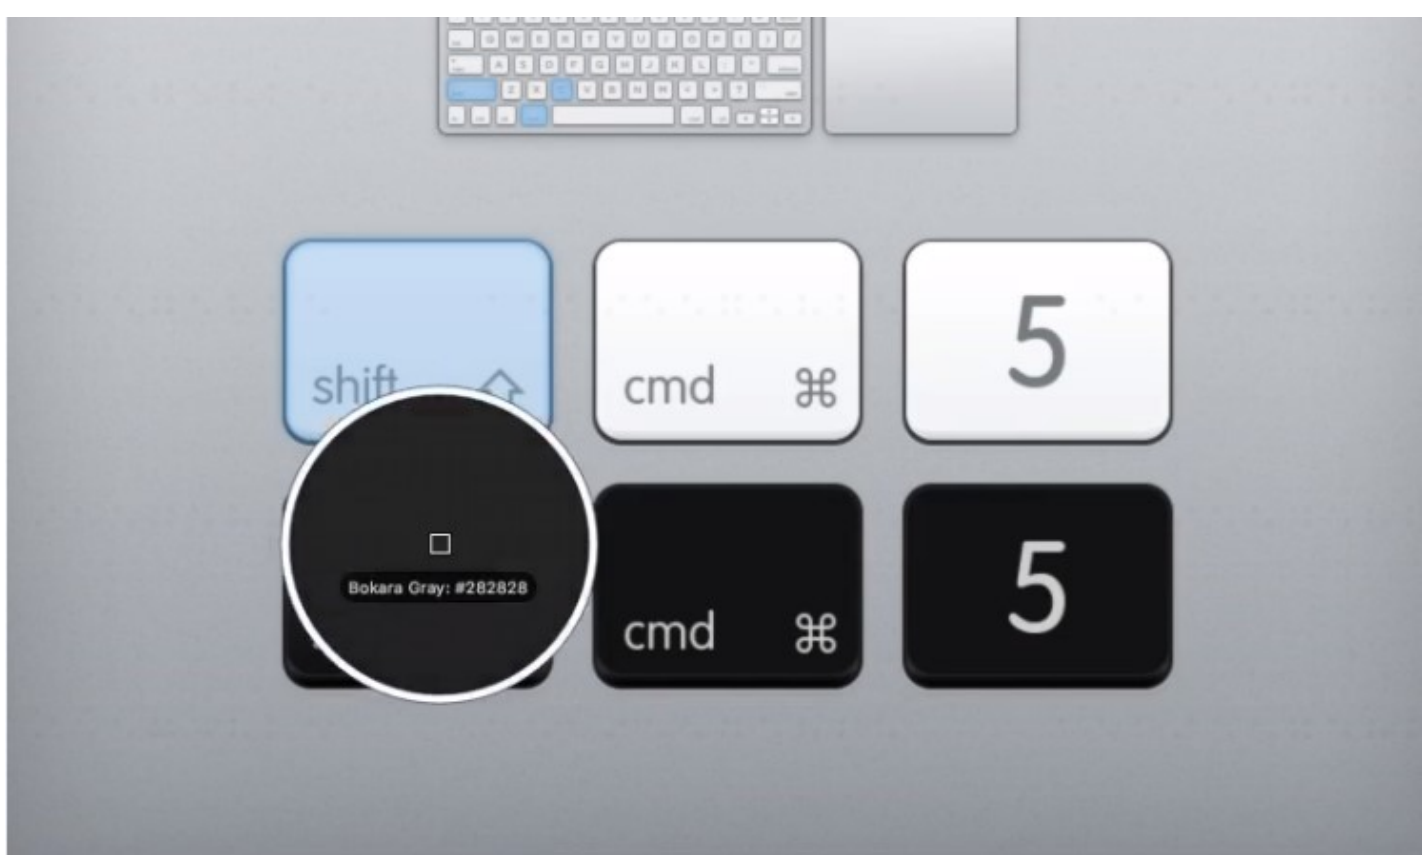 Q W E R T Y U I O P { } /
A S D F G H J K L : "
Z X C V B N M < > ?
shift
cmd ⌘
5
Bokara Gray: #282828
cmd ⌘
5